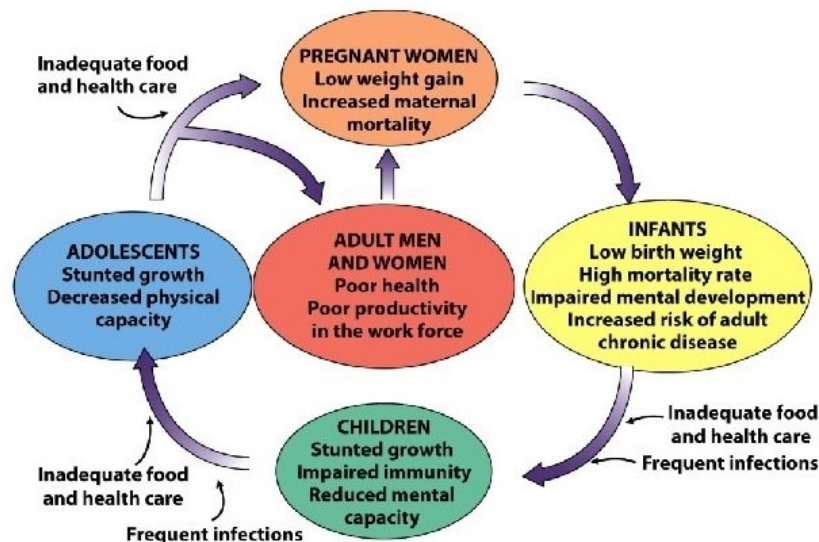 Inadequate food
and health care
PREGNANT WOMEN
Low weight gain
Increased maternal
mortality
ADOLESCENTS
Stunted growth
Decreased physical
capacity
ADULT MEN
AND WOMEN
Poor health
Poor productivity
in the work force
INFANTS
Low birth weight
High mortality rate
Impaired mental development
Increased risk of adult
chronic disease
Inadequate food
and health care
Frequent infections
CHILDREN
Stunted growth
Impaired immunity
Reduced mental
capacity
Inadequate food
and health care
Frequent infections